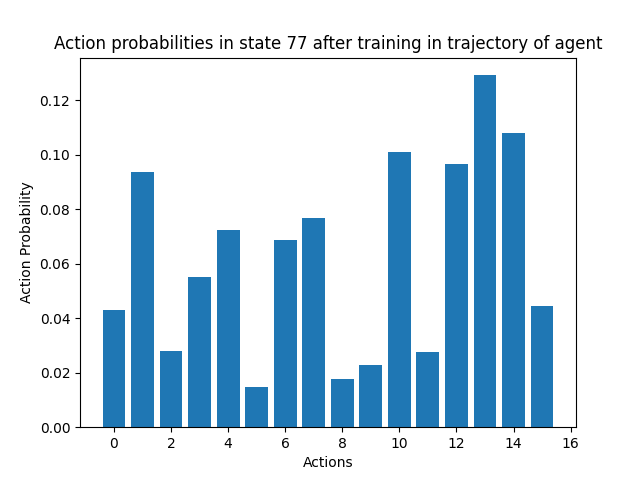 Action probabilities in state 77 after training in trajectory of agent
0.12
0.10
0.08
0.06
0.04
0.02
0.00
Action Probability
0 2 4 6 8 10 12 14 16
Actions